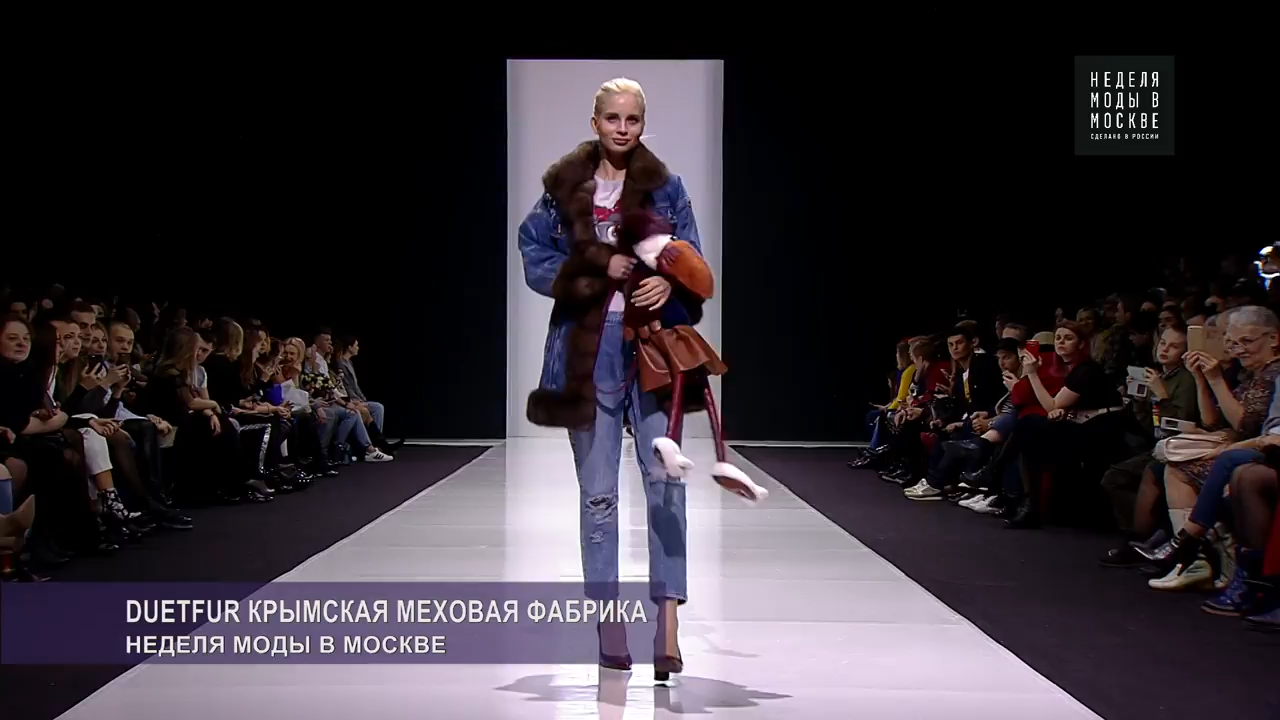 НЕДЕЛЯ
МОДЫ В
МОСКВЕ
СДЕЛАНО В РОССИИ
DUETFUR КРЫМСКАЯ МЕХОВАЯ ФАБРИКА
НЕДЕЛЯ МОДЫ В МОСКВЕ